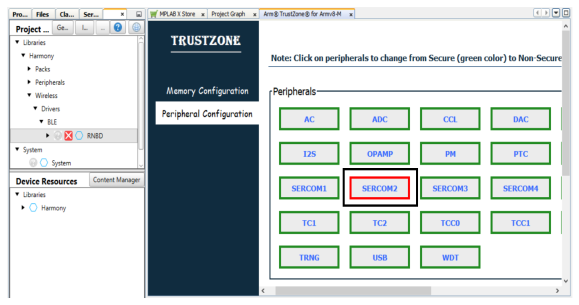 Pro... Files Cla... Ser... ×
MPLAB X Store × Project Graph × Arm® TrustZone® for Armv8-M ×
Project ... Ge... I... ... ?
Libraries
Harmony
Packs
Peripherals
Wireless
Drivers
BLE
RNBD
System
System
Device Resources Content Manager
Libraries
Harmony
TRUSTZONE
Memory Configuration
Peripheral Configuration
Note: Click on peripherals to change from Secure (green color) to Non-Secure
Peripherals
AC ADC CCL DAC
I2S OPAMP PM PTC
SERCOM1 SERCOM2 SERCOM3 SERCOM4
TC1 TC2 TCC0 TCC1
TRNG USB WDT